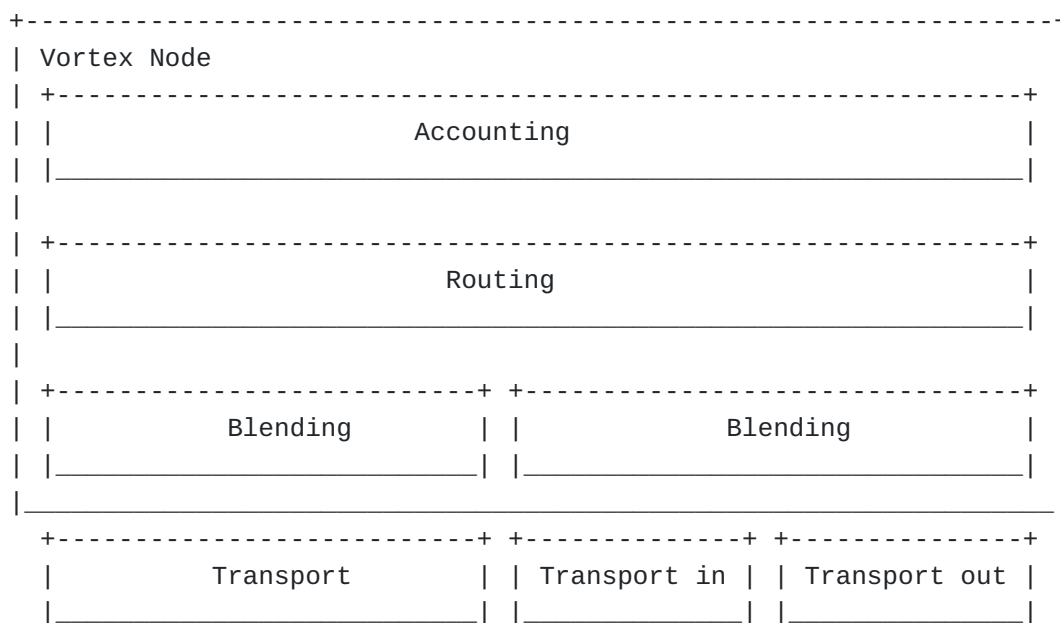 Vortex Node
Accounting
Routing
Blending Blending
Transport Transport in Transport out